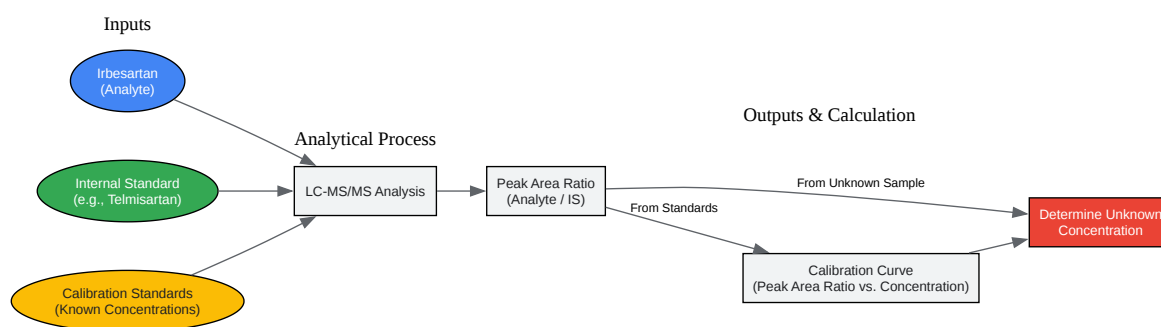 Inputs
Irbesartan
(Analyte)
Analytical Process
Outputs & Calculation
Internal Standard
(e.g., Telmisartan)
LC-MS/MS Analysis
Peak Area Ratio
(Analyte / IS)
From Unknown Sample
From Standards
Determine Unknown
Concentration
Calibration Standards
(Known Concentrations)
Calibration Curve
(Peak Area Ratio vs. Concentration)